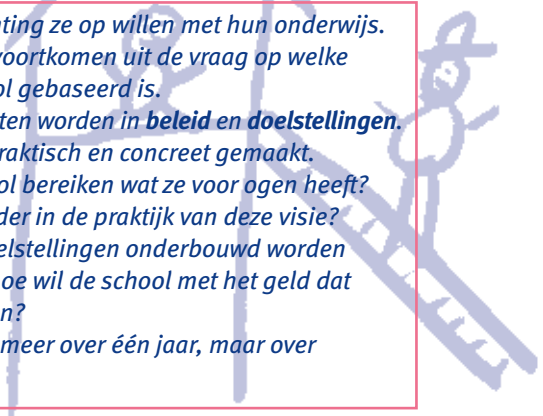 ting ze op willen met hun onderwijs.
voortkomen uit de vraag op welke
ol gebaseerd is.
ten worden in beleid en doelstellingen.
raktisch en concreet gemaakt.
ol bereiken wat ze voor ogen heeft?
der in de praktijk van deze visie?
elstellingen onderbouwd worden
oe wil de school met het geld dat
n?
meer over één jaar, maar over